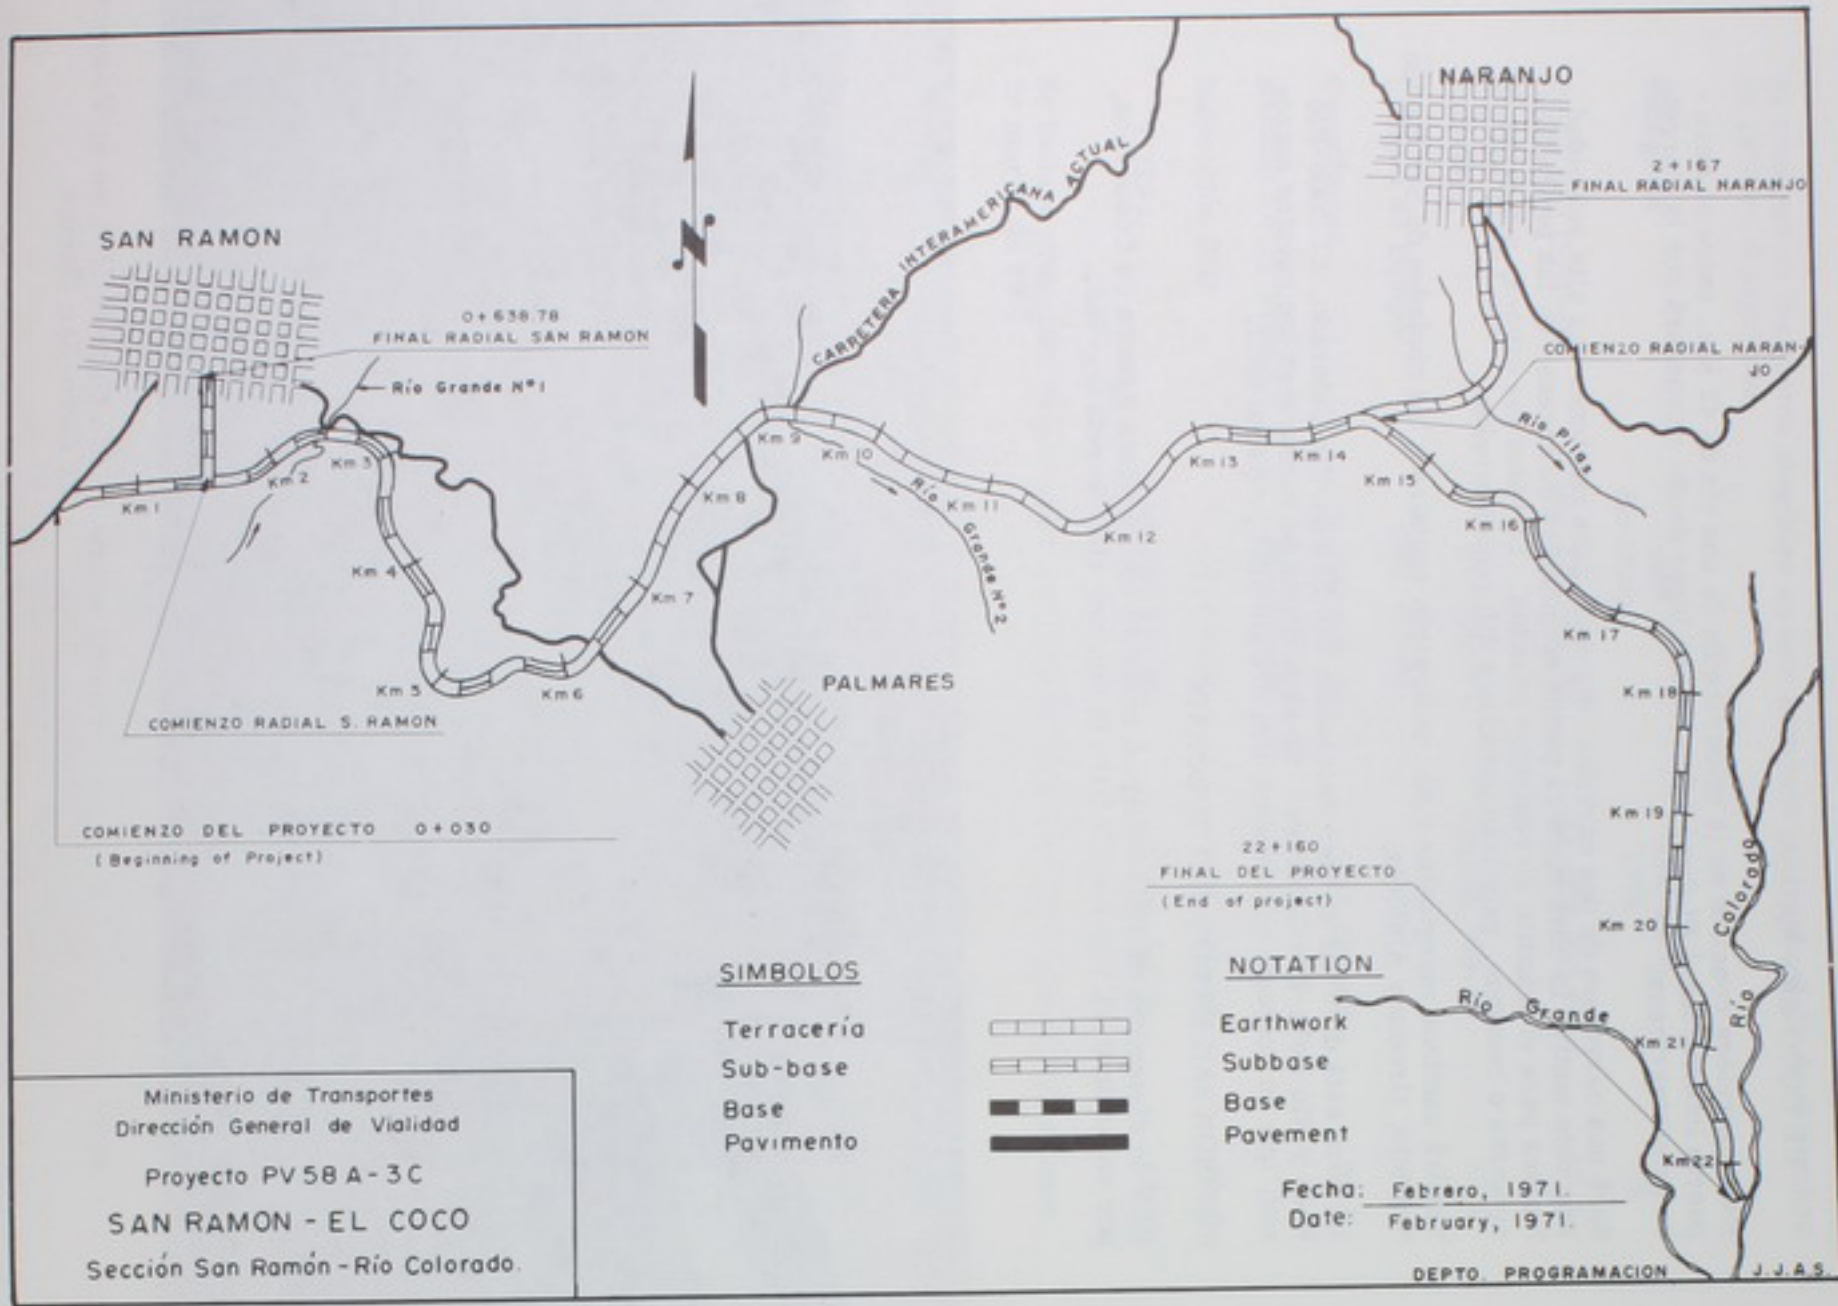 NARANJO
2+167
FINAL RADIAL NARANJO
SAN RAMON
0+638.78
FINAL RADIAL SAN RAMON
Río Grande Nº1
CARRETERA INTERAMERICANA ACTUAL
COMIENZO RADIAL NARAN-
JO
Río Pilas
Km 1
Km 2
Km 3
Km 4
Km 5
Km 6
Km 7
Km 8
Km 9
Km 10
Km 11
Km 12
Km 13
Km 14
Km 15
Km 16
Km 17
Km 18
Km 19
Km 20
Km 21
Km 22
Río Grande Nº2
PALMARES
COMIENZO RADIAL S. RAMON
COMIENZO DEL PROYECTO 0+030
(Beginning of Project)
22+160
FINAL DEL PROYECTO
(End of project)
Río Colorado
Río Grande
SIMBOLOS
NOTATION
Terracería
Earthwork
Sub-base
Subbase
Base
Base
Pavimento
Pavement
Fecha: Febrero, 1971.
Date: February, 1971.
Ministerio de Transportes
Dirección General de Vialidad
Proyecto PV 58 A-3C
SAN RAMON - EL COCO
Sección San Ramón-Río Colorado.
DEPTO. PROGRAMACION J.J.A.S.